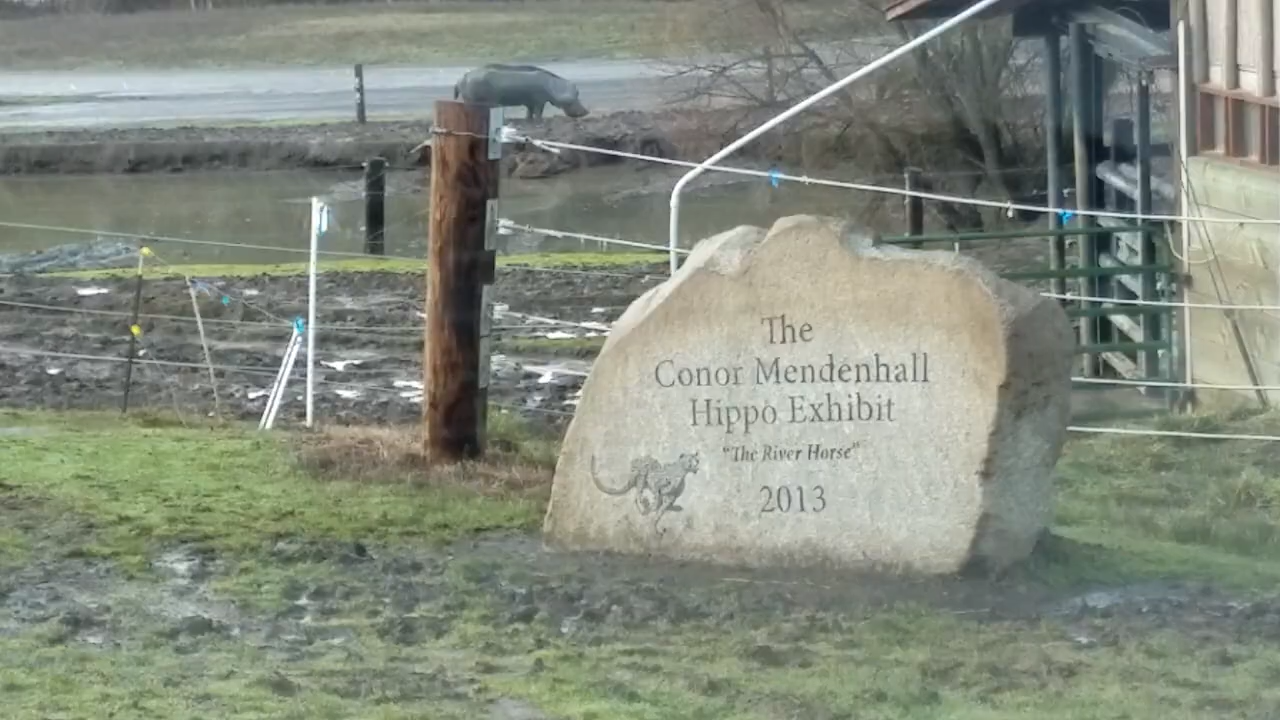 The
Conor Mendenhall
Hippo Exhibit
"The River Horse"
2013